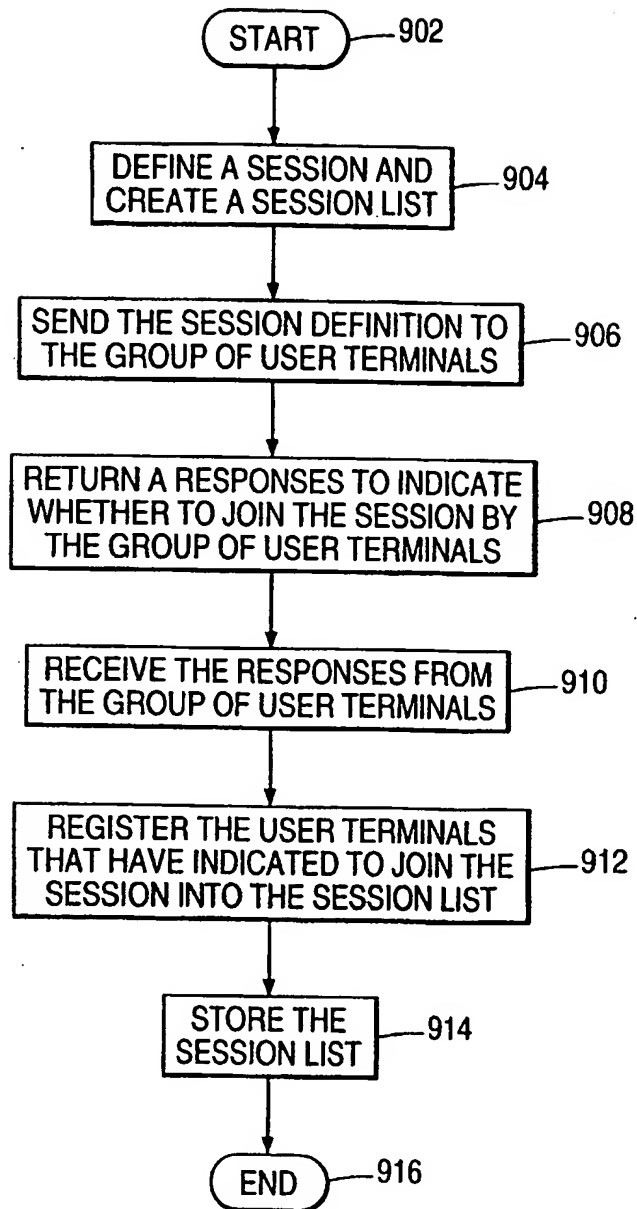 START
902
DEFINE A SESSION AND
CREATE A SESSION LIST
904
SEND THE SESSION DEFINITION TO
THE GROUP OF USER TERMINALS
906
RETURN A RESPONSES TO INDICATE
WHETHER TO JOIN THE SESSION BY
THE GROUP OF USER TERMINALS
908
RECEIVE THE RESPONSES FROM
THE GROUP OF USER TERMINALS
910
REGISTER THE USER TERMINALS
THAT HAVE INDICATED TO JOIN THE
SESSION INTO THE SESSION LIST
912
STORE THE
SESSION LIST
914
END
916